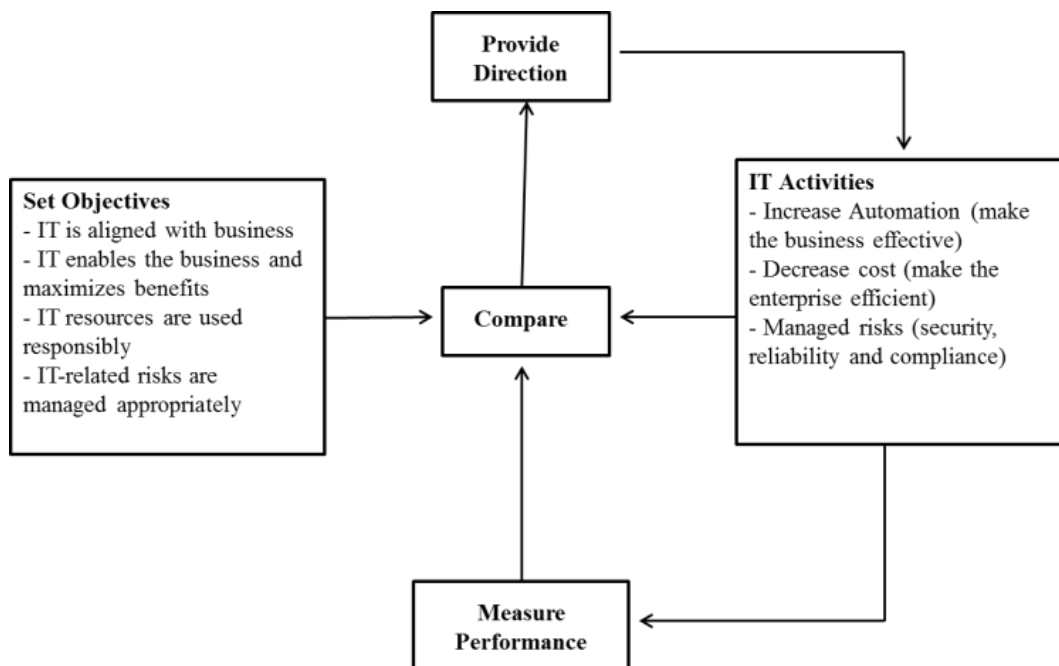 Provide
Direction
Set Objectives
- IT is aligned with business
- IT enables the business and
maximizes benefits
- IT resources are used
responsibly
- IT-related risks are
managed appropriately
Compare
IT Activities
- Increase Automation (make
the business effective)
- Decrease cost (make the
enterprise efficient)
- Managed risks (security,
reliability and compliance)
Measure
Performance